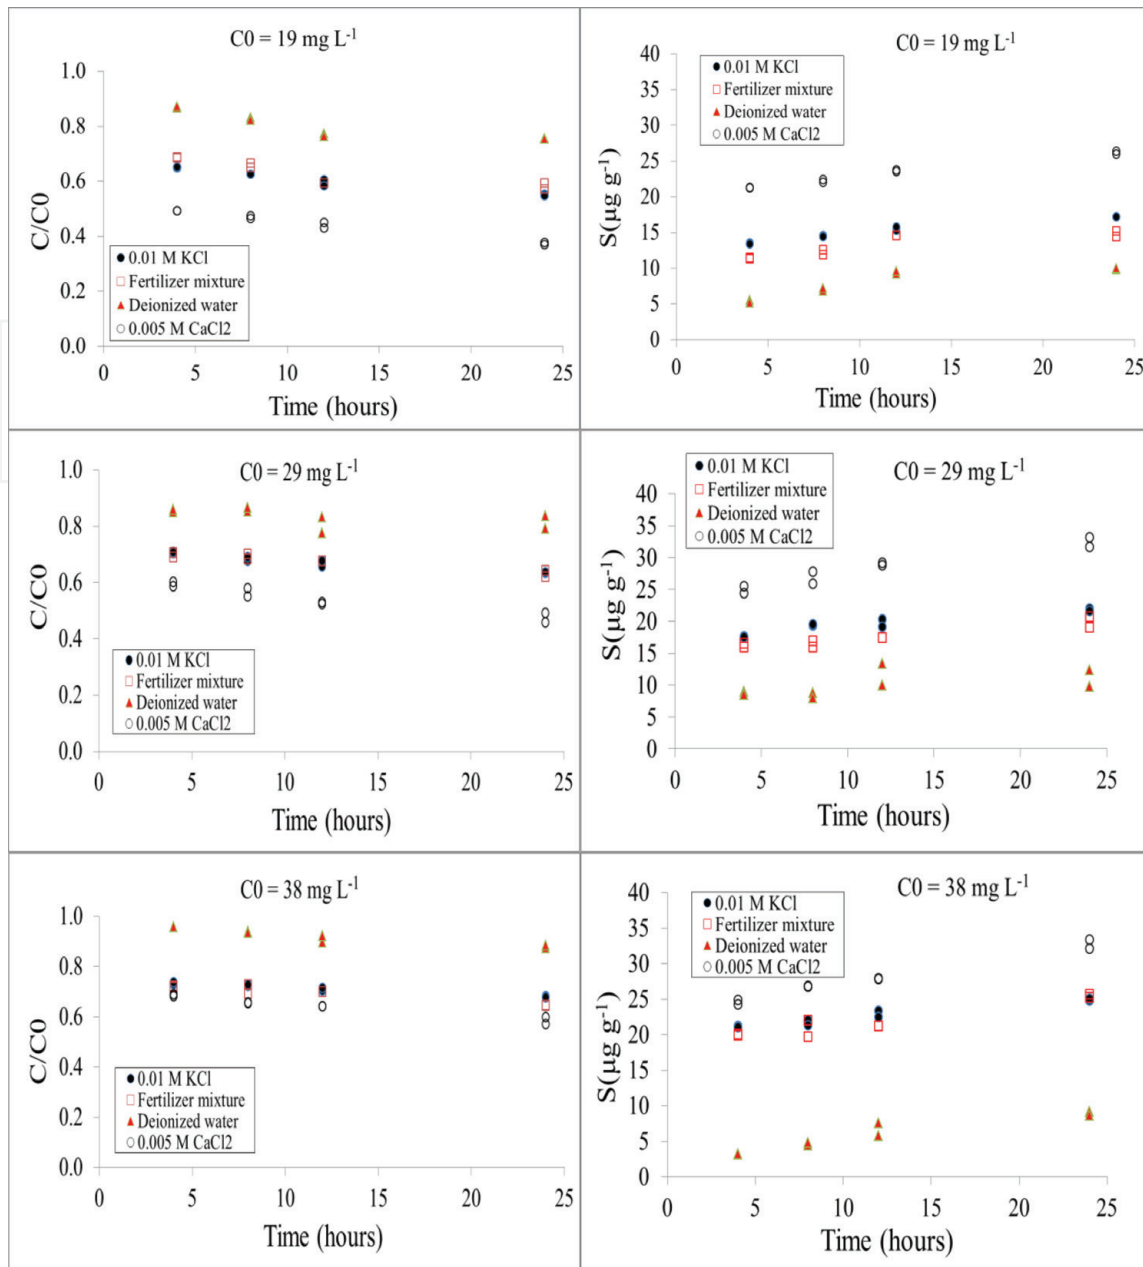 C0 = 19 mg L⁻¹
1.0
0.8
0.6
0.4
0.2
0.0
C/C0
0.01 M KCl
Fertilizer mixture
Deionized water
0.005 M CaCl2
0 5 10 15 20 25
Time (hours)
C0 = 19 mg L⁻¹
40
35
30
25
20
15
10
5
0
S(µg g⁻¹)
0.01 M KCl
Fertilizer mixture
Deionized water
0.005 M CaCl2
0 5 10 15 20 25
Time (hours)
C0 = 29 mg L⁻¹
1.0
0.8
0.6
0.4
0.2
0.0
C/C0
0.01 M KCl
Fertilizer mixture
Deionized water
0.005 M CaCl2
0 5 10 15 20 25
Time (hours)
C0 = 29 mg L⁻¹
40
35
30
25
20
15
10
5
0
S(µg g⁻¹)
0.01 M KCl
Fertilizer mixture
Deionized water
0.005 M CaCl2
0 5 10 15 20 25
Time (hours)
C0 = 38 mg L⁻¹
1.0
0.8
0.6
0.4
0.2
0.0
C/C0
0.01 M KCl
Fertilizer mixture
Deionized water
0.005 M CaCl2
0 5 10 15 20 25
Time (hours)
C0 = 38 mg L⁻¹
40
35
30
25
20
15
10
5
0
S(µg g⁻¹)
0.01 M KCl
Fertilizer mixture
Deionized water
0.005 M CaCl2
0 5 10 15 20 25
Time (hours)